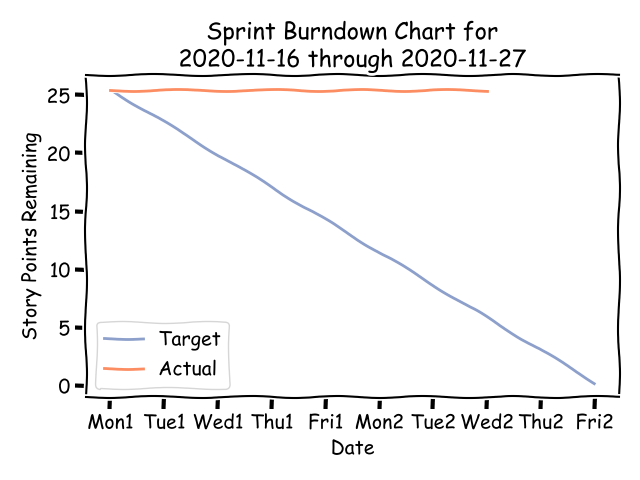 Sprint Burndown Chart for
2020-11-16 through 2020-11-27
Story Points Remaining
25
20
15
10
5
0
Target
Actual
Mon1 Tue1 Wed1 Thu1 Fri1 Mon2 Tue2 Wed2 Thu2 Fri2
Date